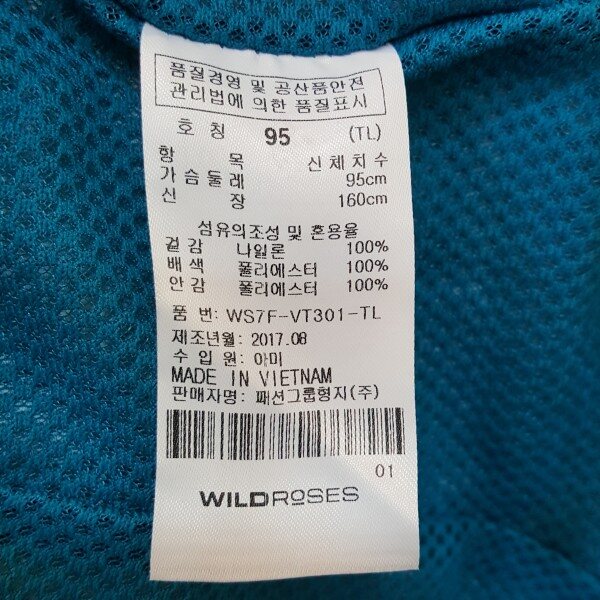 품질경영 및 공산품안전
관리법에 의한 품질표시
호 칭 95 (TL)
항 목 신체치수
가슴둘레 95cm
신 장 160cm
섬유의조성 및 혼용율
겉감 나일론 100%
배색 폴리에스터 100%
안감 폴리에스터 100%
품 번: WS7F-VT301-TL
제조년월: 2017.08
수 입 원: 아미
MADE IN VIETNAM
판매자명: 패션그룹형지(주)
01
WILDROSES